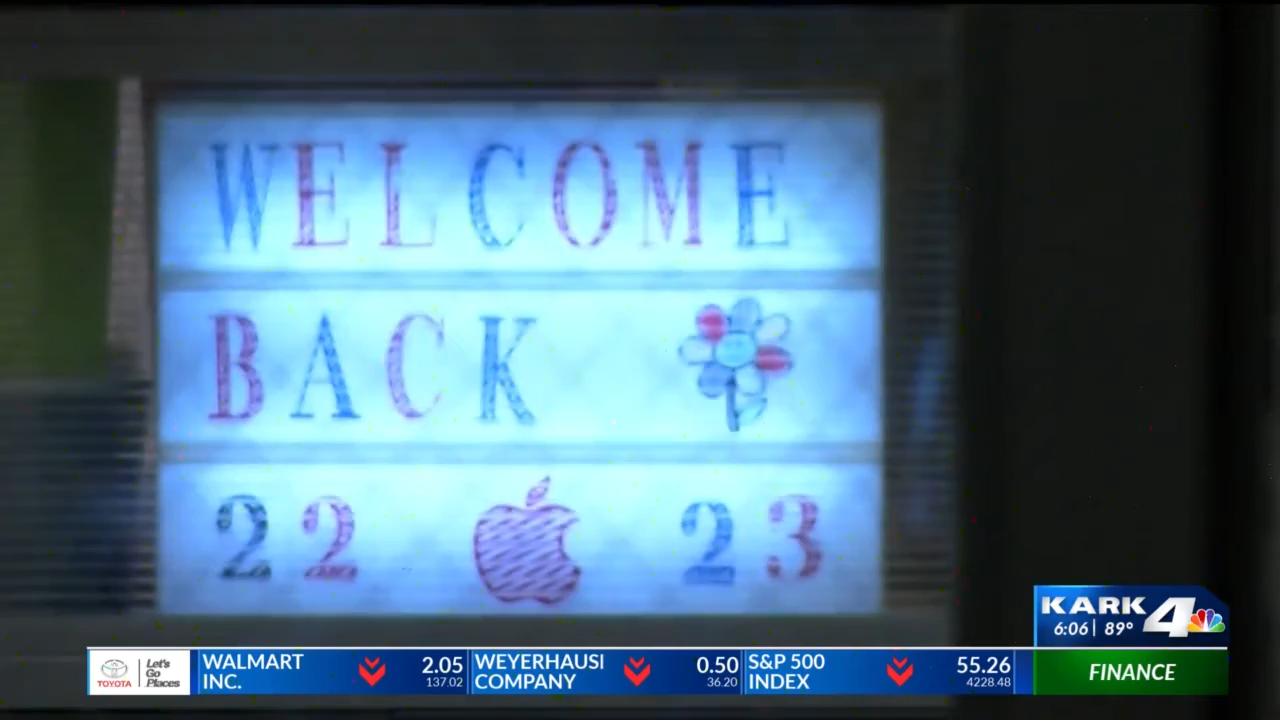 WELCOME
BACK
22 23
KARK 4
6:06 | 89°
TOYOTA
Let's
Go
Places
WALMART
INC.
2.05
137.02
WEYERHAUSI
COMPANY
0.50
36.20
S&P 500
INDEX
55.26
4228.48
FINANCE